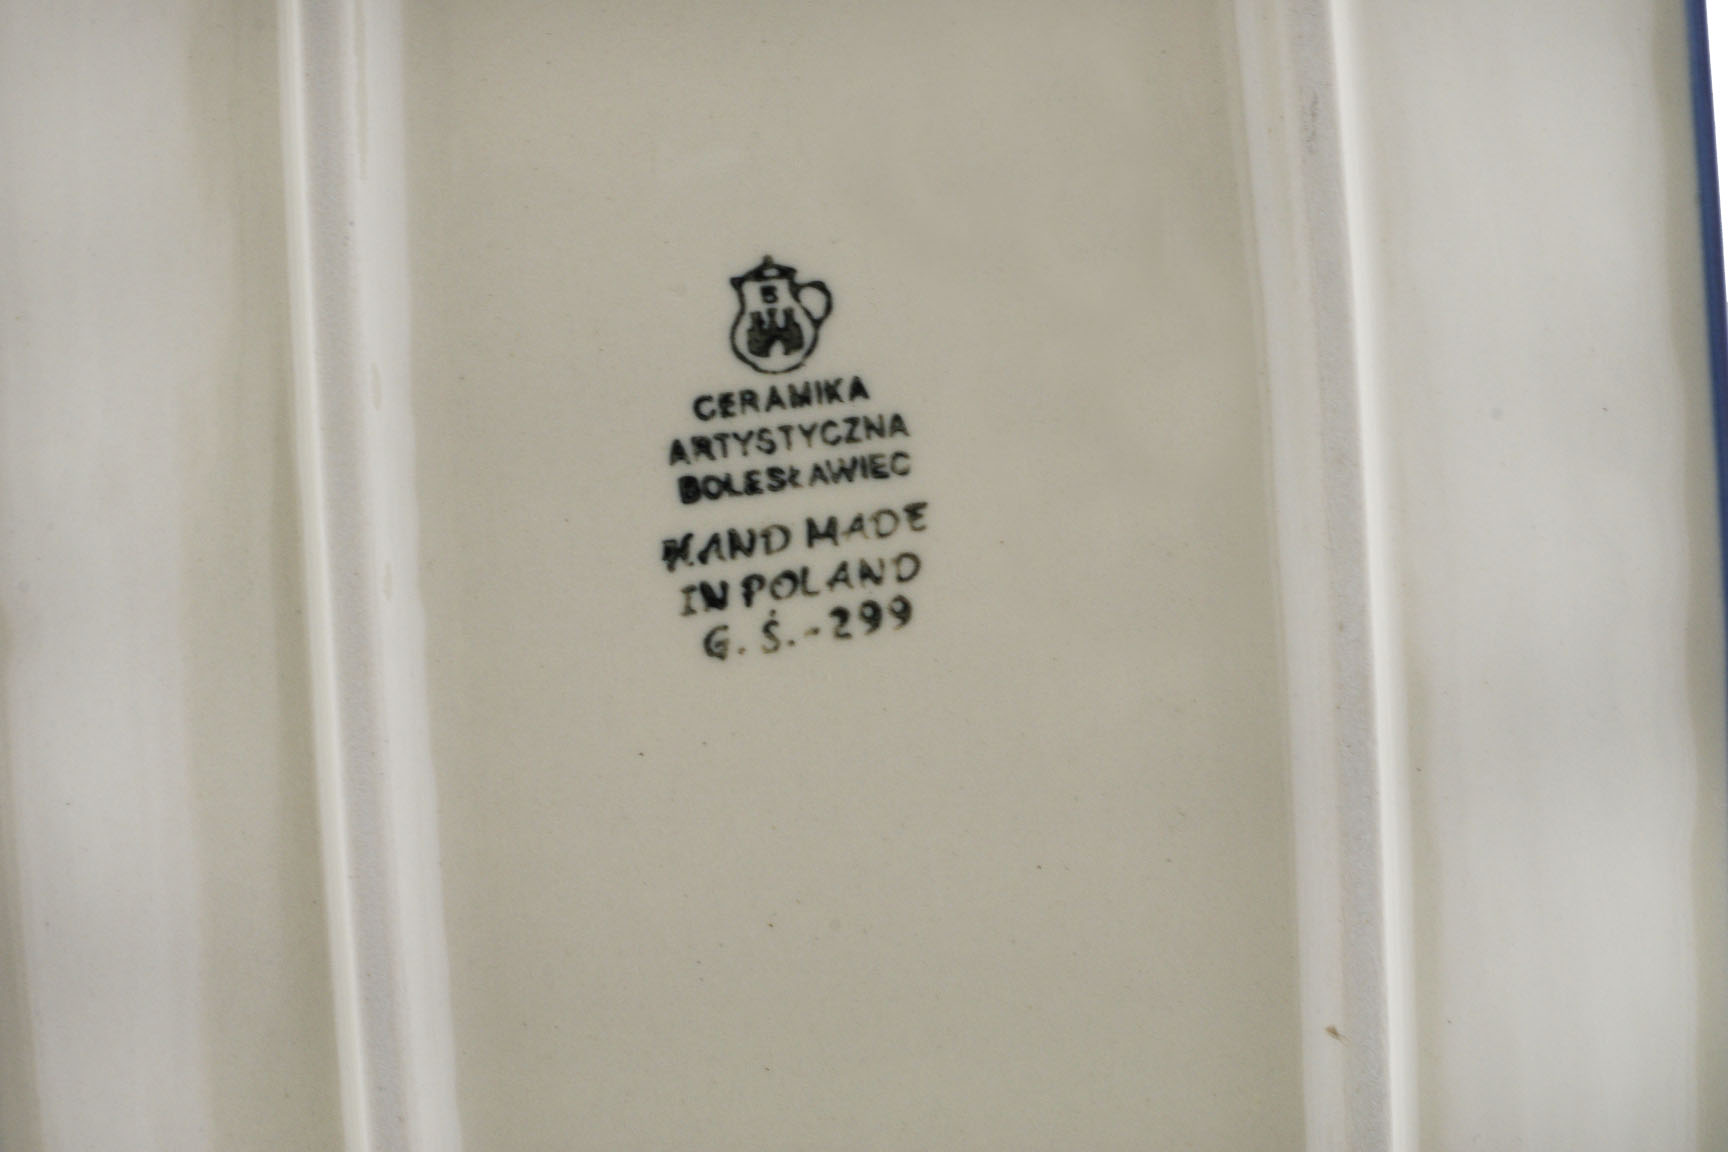 B
CERAMIKA
ARTYSTYCZNA
BOLESŁAWIEC
HAND MADE
IN POLAND
G. Ś.-299